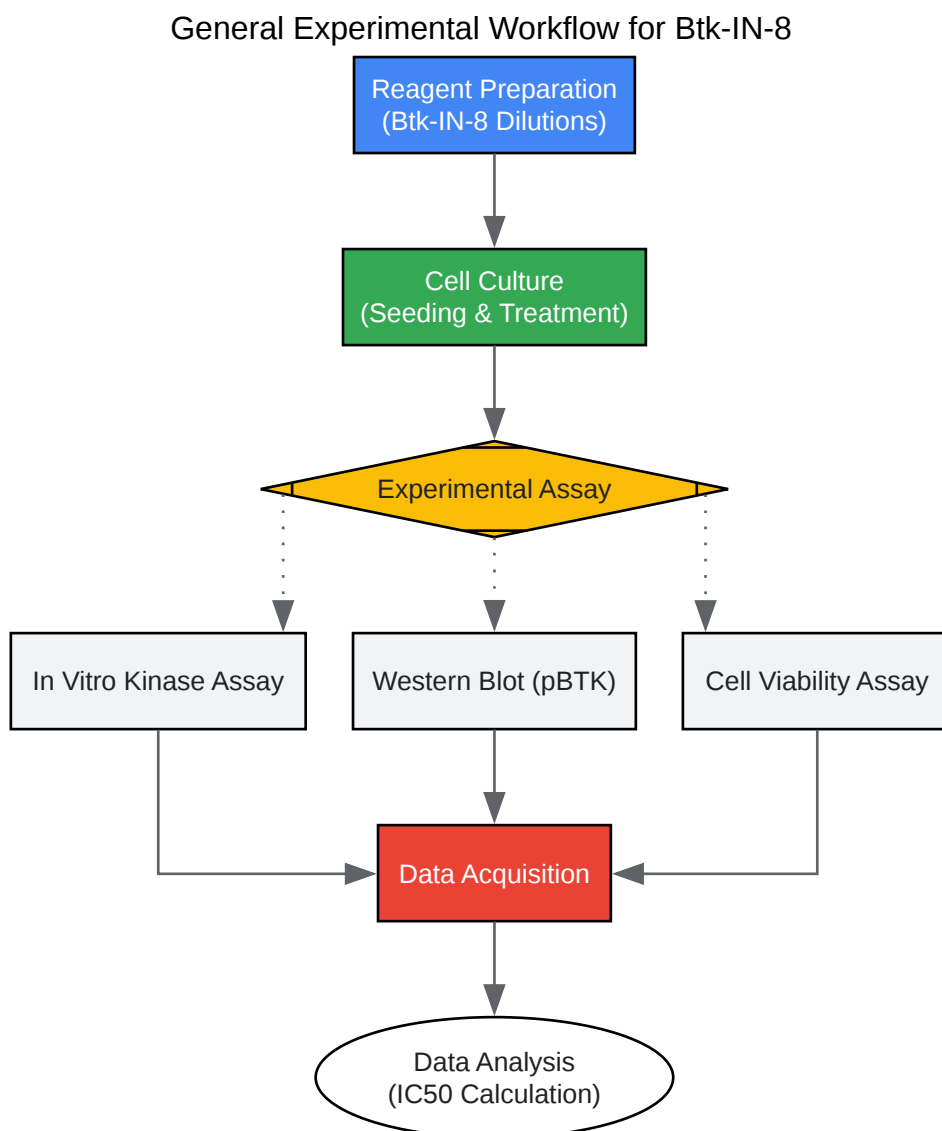 General Experimental Workflow for Btk-IN-8
Reagent Preparation
(Btk-IN-8 Dilutions)
Cell Culture
(Seeding & Treatment)
Experimental Assay
In Vitro Kinase Assay
Western Blot (pBTK)
Cell Viability Assay
Data Acquisition
Data Analysis
(IC50 Calculation)